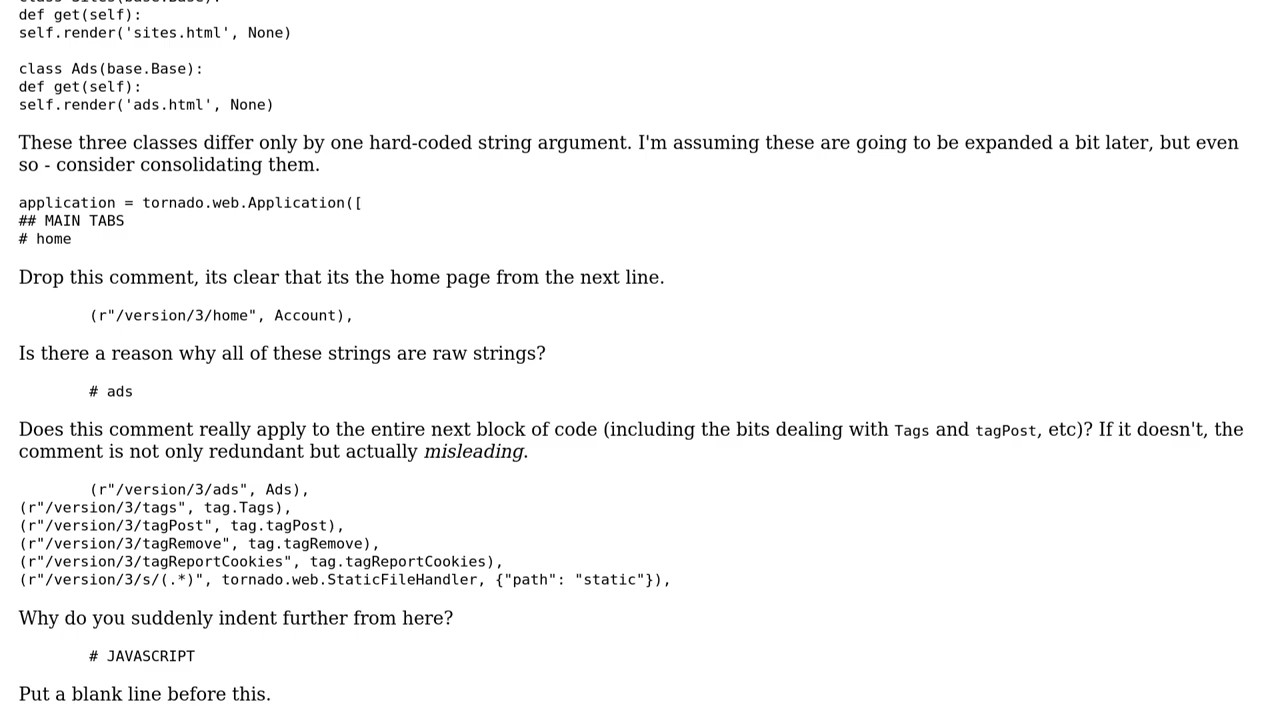 class Sites(base.Base):
def get(self):
self.render('sites.html', None)
class Ads(base.Base):
def get(self):
self.render('ads.html', None)
These three classes differ only by one hard-coded string argument. I'm assuming these are going to be expanded a bit later, but even
so - consider consolidating them.
application = tornado.web.Application([
## MAIN TABS
# home
Drop this comment, its clear that its the home page from the next line.
(r"/version/3/home", Account),
Is there a reason why all of these strings are raw strings?
# ads
Does this comment really apply to the entire next block of code (including the bits dealing with Tags and tagPost, etc)? If it doesn't, the
comment is not only redundant but actually misleading.
(r"/version/3/ads", Ads),
(r"/version/3/tags", tag.Tags),
(r"/version/3/tagPost", tag.tagPost),
(r"/version/3/tagRemove", tag.tagRemove),
(r"/version/3/tagReportCookies", tag.tagReportCookies),
(r"/version/3/s/(.*)", tornado.web.StaticFileHandler, {"path": "static"}),
Why do you suddenly indent further from here?
# JAVASCRIPT
Put a blank line before this.